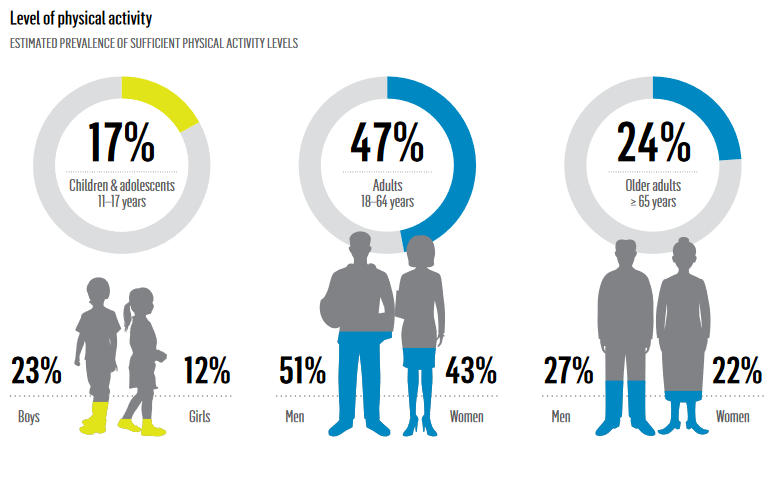 Level of physical activity
ESTIMATED PREVALENCE OF SUFFICIENT PHYSICAL ACTIVITY LEVELS
17%
Children & adolescents
11–17 years
47%
Adults
18–64 years
24%
Older adults
≥ 65 years
23%
Boys
12%
Girls
51%
Men
43%
Women
27%
Men
22%
Women